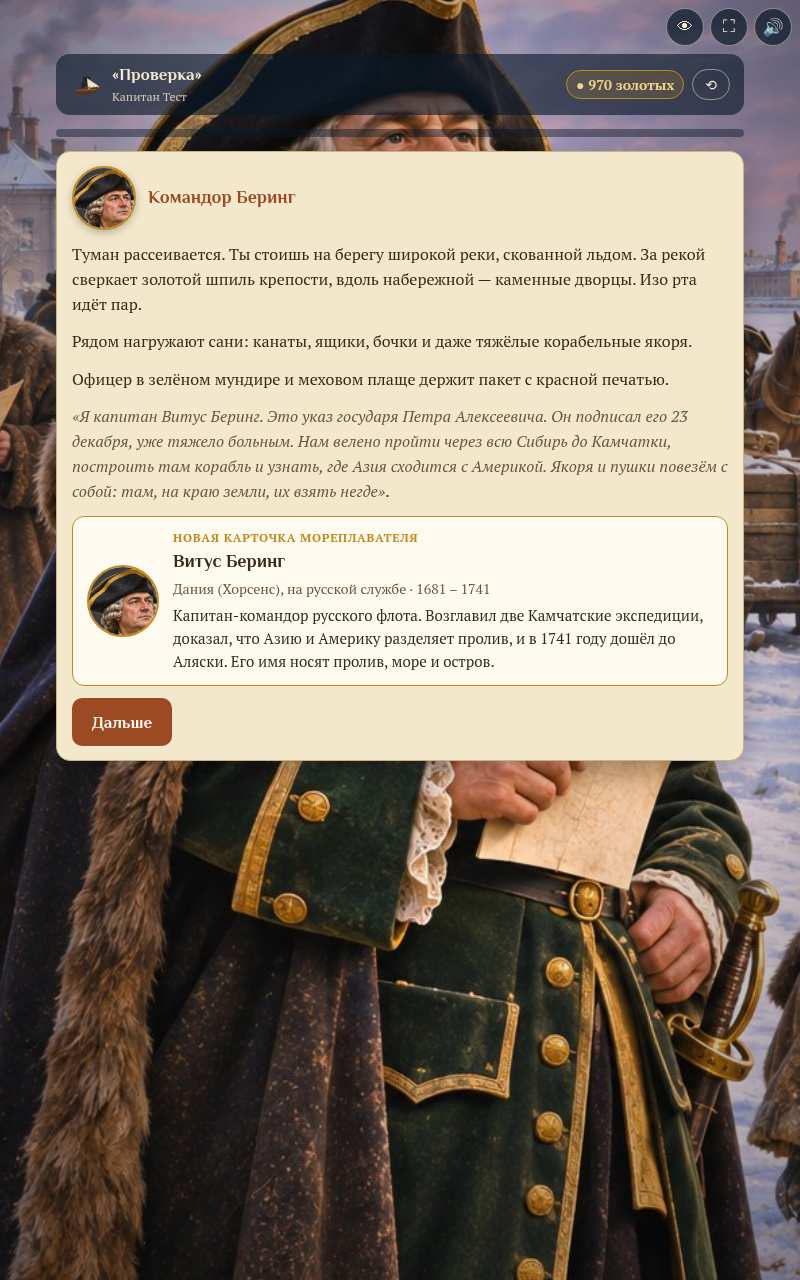 «Проверка»
Капитан Тест
● 970 золотых
Командор Беринг
Туман рассеивается. Ты стоишь на берегу широкой реки, скованной льдом. За рекой
сверкает золотой шпиль крепости, вдоль набережной — каменные дворцы. Изо рта
идёт пар.
Рядом нагружают сани: канаты, ящики, бочки и даже тяжёлые корабельные якоря.
Офицер в зелёном мундире и меховом плаще держит пакет с красной печатью.
«Я капитан Витус Беринг. Это указ государя Петра Алексеевича. Он подписал его 23
декабря, уже тяжело больным. Нам велено пройти через всю Сибирь до Камчатки,
построить там корабль и узнать, где Азия сходится с Америкой. Якоря и пушки повезём с
собой: там, на краю земли, их взять негде».
НОВАЯ КАРТОЧКА МОРЕПЛАВАТЕЛЯ
Витус Беринг
Дания (Хорсенс), на русской службе · 1681 – 1741
Капитан-командор русского флота. Возглавил две Камчатские экспедиции,
доказал, что Азию и Америку разделяет пролив, и в 1741 году дошёл до
Аляски. Его имя носят пролив, море и остров.
Дальше